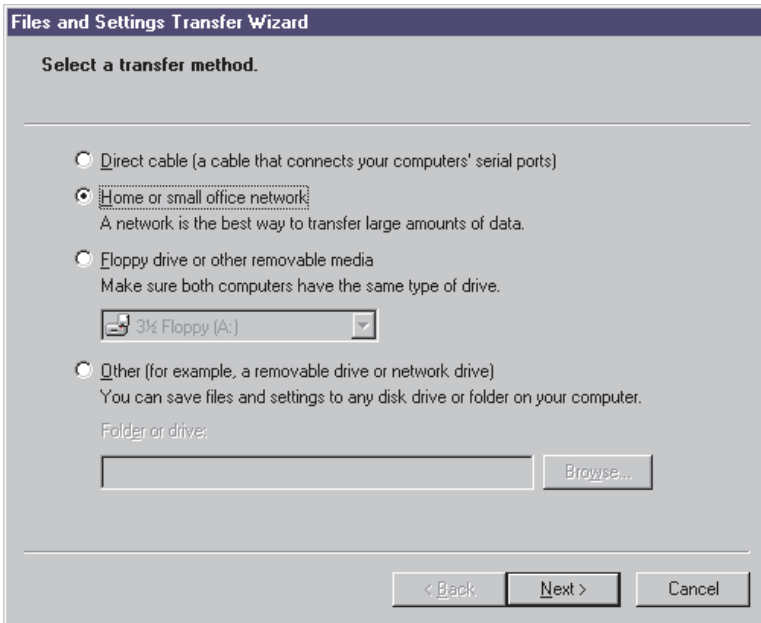 Files and Settings Transfer Wizard
Select a transfer method.
Direct cable (a cable that connects your computers' serial ports)
Home or small office network
A network is the best way to transfer large amounts of data.
Floppy drive or other removable media
Make sure both computers have the same type of drive.
3½ Floppy (A:)
Other (for example, a removable drive or network drive)
You can save files and settings to any disk drive or folder on your computer.
Folder or drive:
Browse...
< Back Next > Cancel